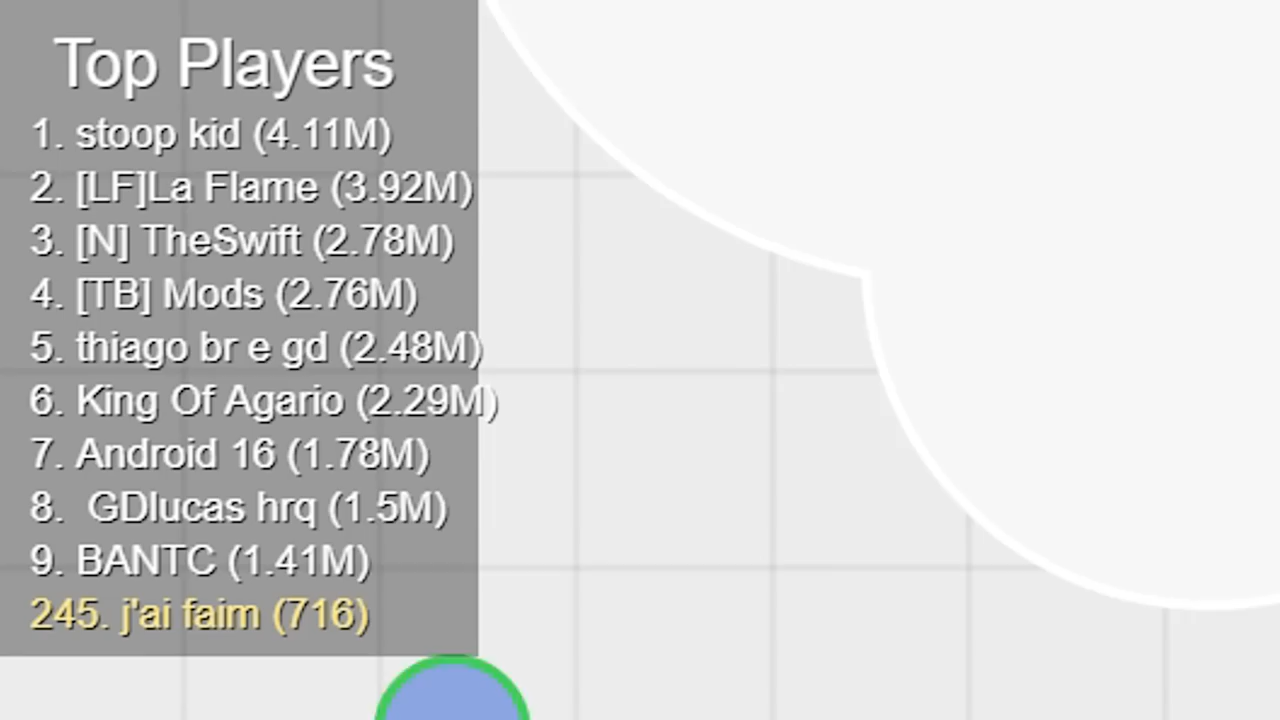 Top Players
1. stoop kid (4.11M)
2. [LF]La Flame (3.92M)
3. [N] TheSwift (2.78M)
4. [TB] Mods (2.76M)
5. thiago br e gd (2.48M)
6. King Of Agario (2.29M)
7. Android 16 (1.78M)
8. GDlucas hrq (1.5M)
9. BANTC (1.41M)
245. j'ai faim (716)